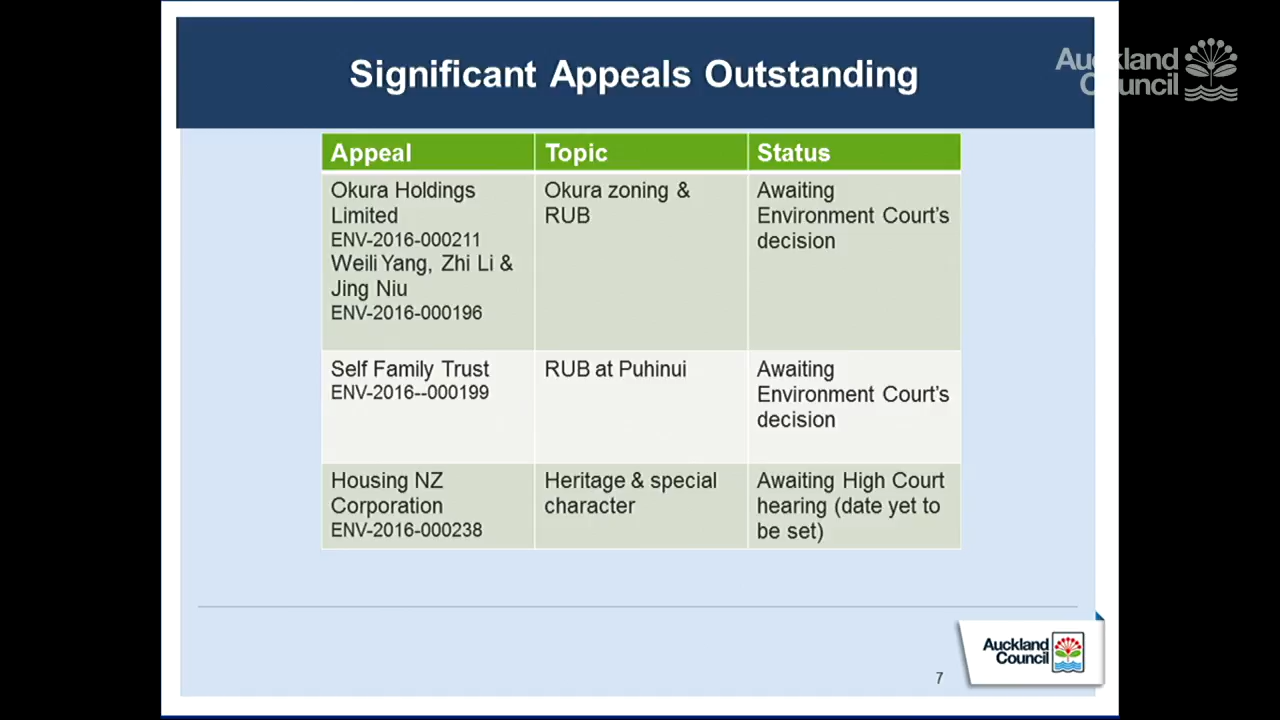 Significant Appeals Outstanding
Auckland
Council
Appeal
Topic
Status
Okura Holdings
Limited
ENV-2016-000211
Weili Yang, Zhi Li &
Jing Niu
ENV-2016-000196
Okura zoning &
RUB
Awaiting
Environment Court's
decision
Self Family Trust
ENV-2016--000199
RUB at Puhinui
Awaiting
Environment Court's
decision
Housing NZ
Corporation
ENV-2016-000238
Heritage & special
character
Awaiting High Court
hearing (date yet to
be set)
Auckland
Council
7